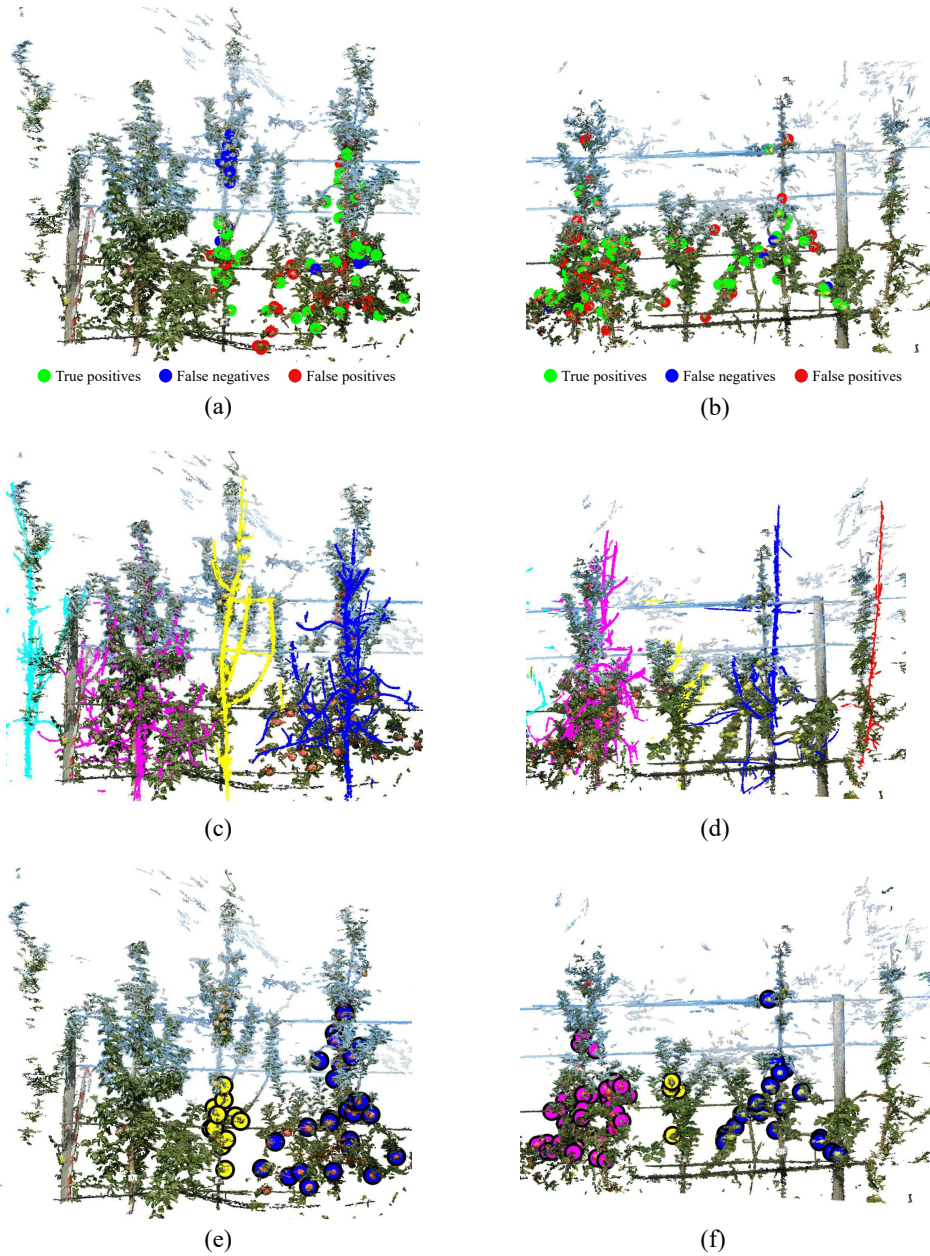 True positives False negatives False positives
True positives False negatives False positives
(a)
(b)
(c)
(d)
(e)
(f)